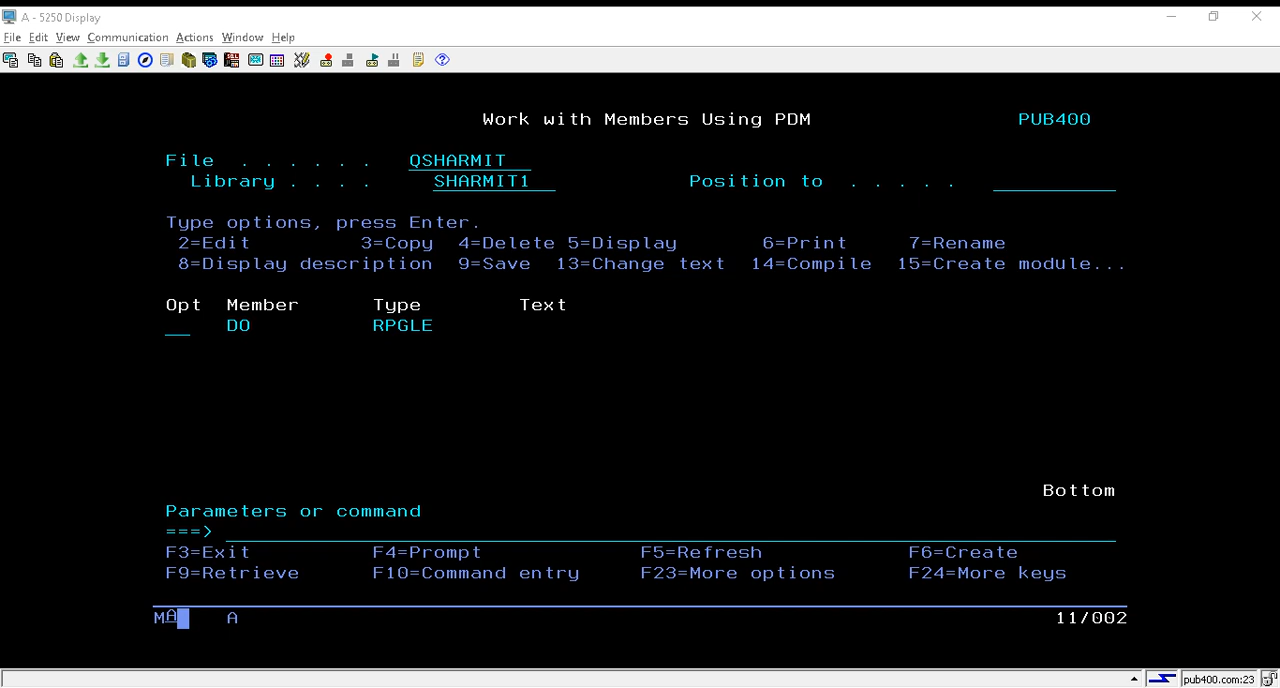 A - 5250 Display
File Edit View Communication Actions Window Help
Work with Members Using PDM PUB400
File . . . . . . QSHARMIT
Library . . . . SHARMIT1 Position to . . . . .
Type options, press Enter.
2=Edit 3=Copy 4=Delete 5=Display 6=Print 7=Rename
8=Display description 9=Save 13=Change text 14=Compile 15=Create module...
Opt Member Type Text
DO RPGLE
Bottom
Parameters or command
===>
F3=Exit F4=Prompt F5=Refresh F6=Create
F9=Retrieve F10=Command entry F23=More options F24=More keys
MA A 11/002
pub400.com:23